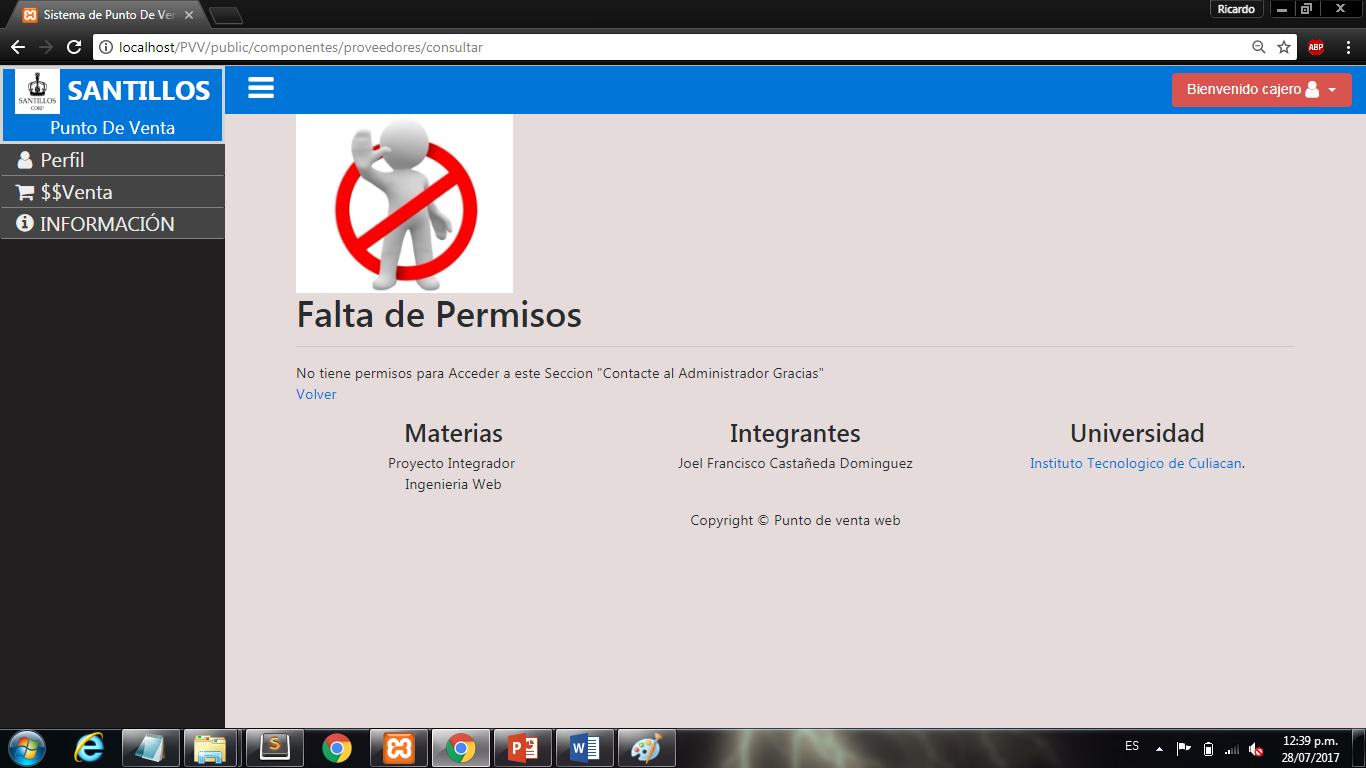 Sistema de Punto De Ver
Ricardo
localhost/PVV/public/componentes/proveedores/consultar
ABP
SANTILLOS
CORP
SANTILLOS
Punto De Venta
Bienvenido cajero
Perfil
$$Venta
INFORMACIÓN
Falta de Permisos
No tiene permisos para Acceder a este Seccion "Contacte al Administrador Gracias"
Volver
Materias
Proyecto Integrador
Ingenieria Web
Integrantes
Joel Francisco Castañeda Dominguez
Universidad
Instituto Tecnologico de Culiacan.
Copyright © Punto de venta web
ES
12:39 p.m.
28/07/2017